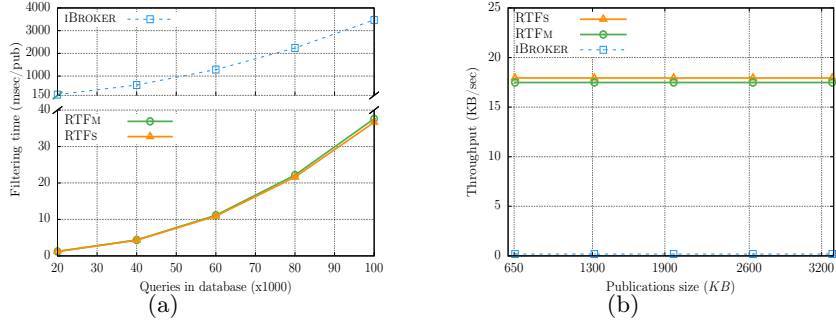 4000
3000
2000
1000
150
40
30
20
10
0
Filtering time (msec/pub)
IBROKER
RTFM
RTFS
20 30 40 50 60 70 80 90 100
Queries in database (x1000)
(a)
25
20
15
10
5
0
Throughput (KB/sec)
RTFS
RTFM
IBROKER
650 1300 1900 2600 3200
Publications size (KB)
(b)